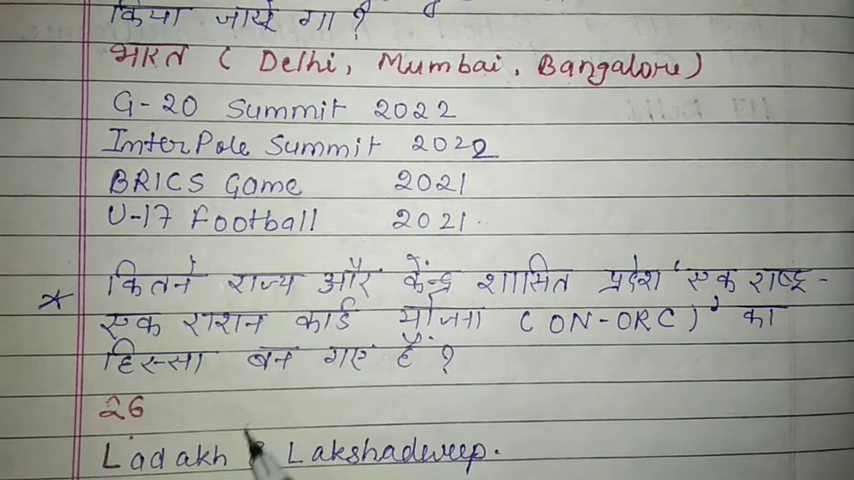 किया जाये गा ?
भारत ( Delhi, Mumbai, Bangalore )
G-20 Summit 2022
InterPole Summit 2022
BRICS Game 2021
U-17 Football 2021
* कितने राज्य और केंन्द्र शासित प्रदेश ‘एक राष्ट्र -
एक राशन कार्ड योजना (ON-ORC)’ का
हिस्सा बन गएं हैं ?
26
Ladakh & Lakshadweep.